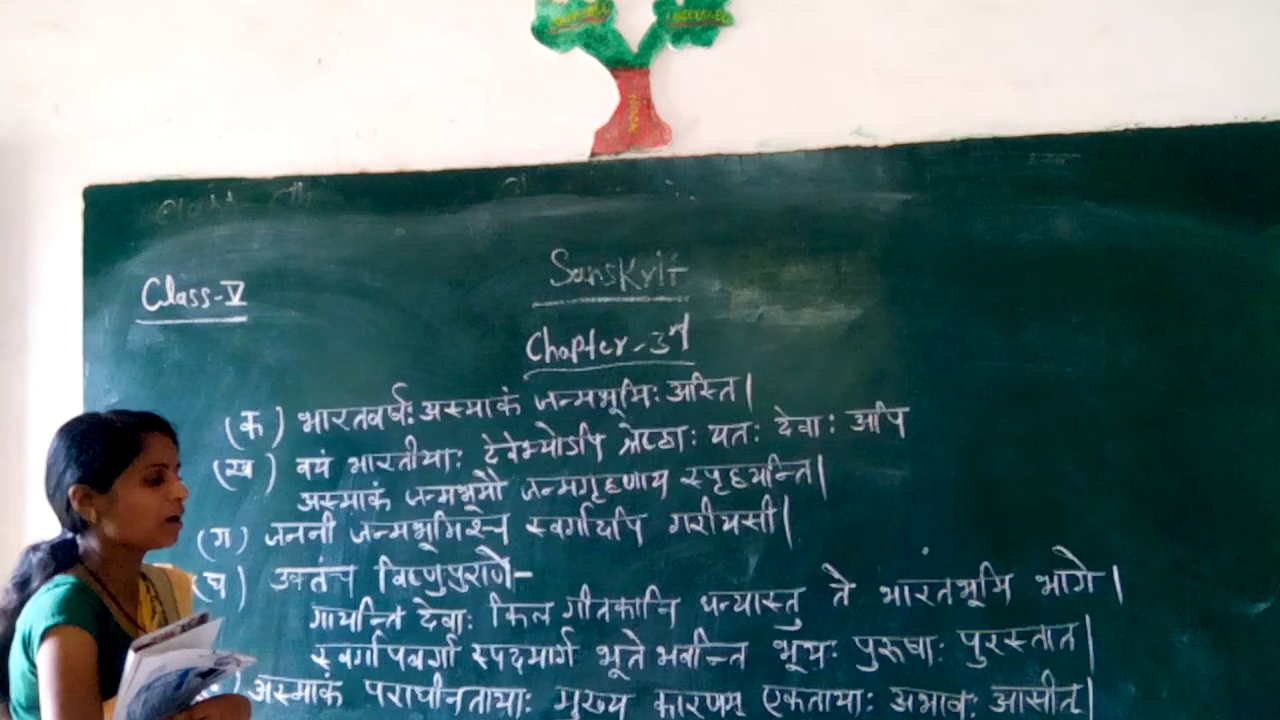 Class-V
Sanskrit
Chapter-3rd
(क) भारतवर्षः अस्माकं जन्मभूमिः अस्ति।
(ख) वयं भारतीयाः देवेभ्योऽपि श्रेष्ठाः यतः देवाः अपि
अस्माकं जन्मभूमौ जन्मगृहणाय स्पृहयन्ति।
(ग) जननी जन्मभूमिश्च स्वर्गादपि गरीयसी।
(घ) उक्तंच विष्णुपुराणे-
गायन्ति देवाः किल गीतकानि धन्यास्तु ते भारतभूमि भागे।
स्वर्गापवर्गा स्पदमार्ग भूते भवन्ति भूयः पुरूषाः पुरस्तात।
अस्माकं पराधीनतायाः मुख्य कारणम् एकतायाः अभावः आसीत्।